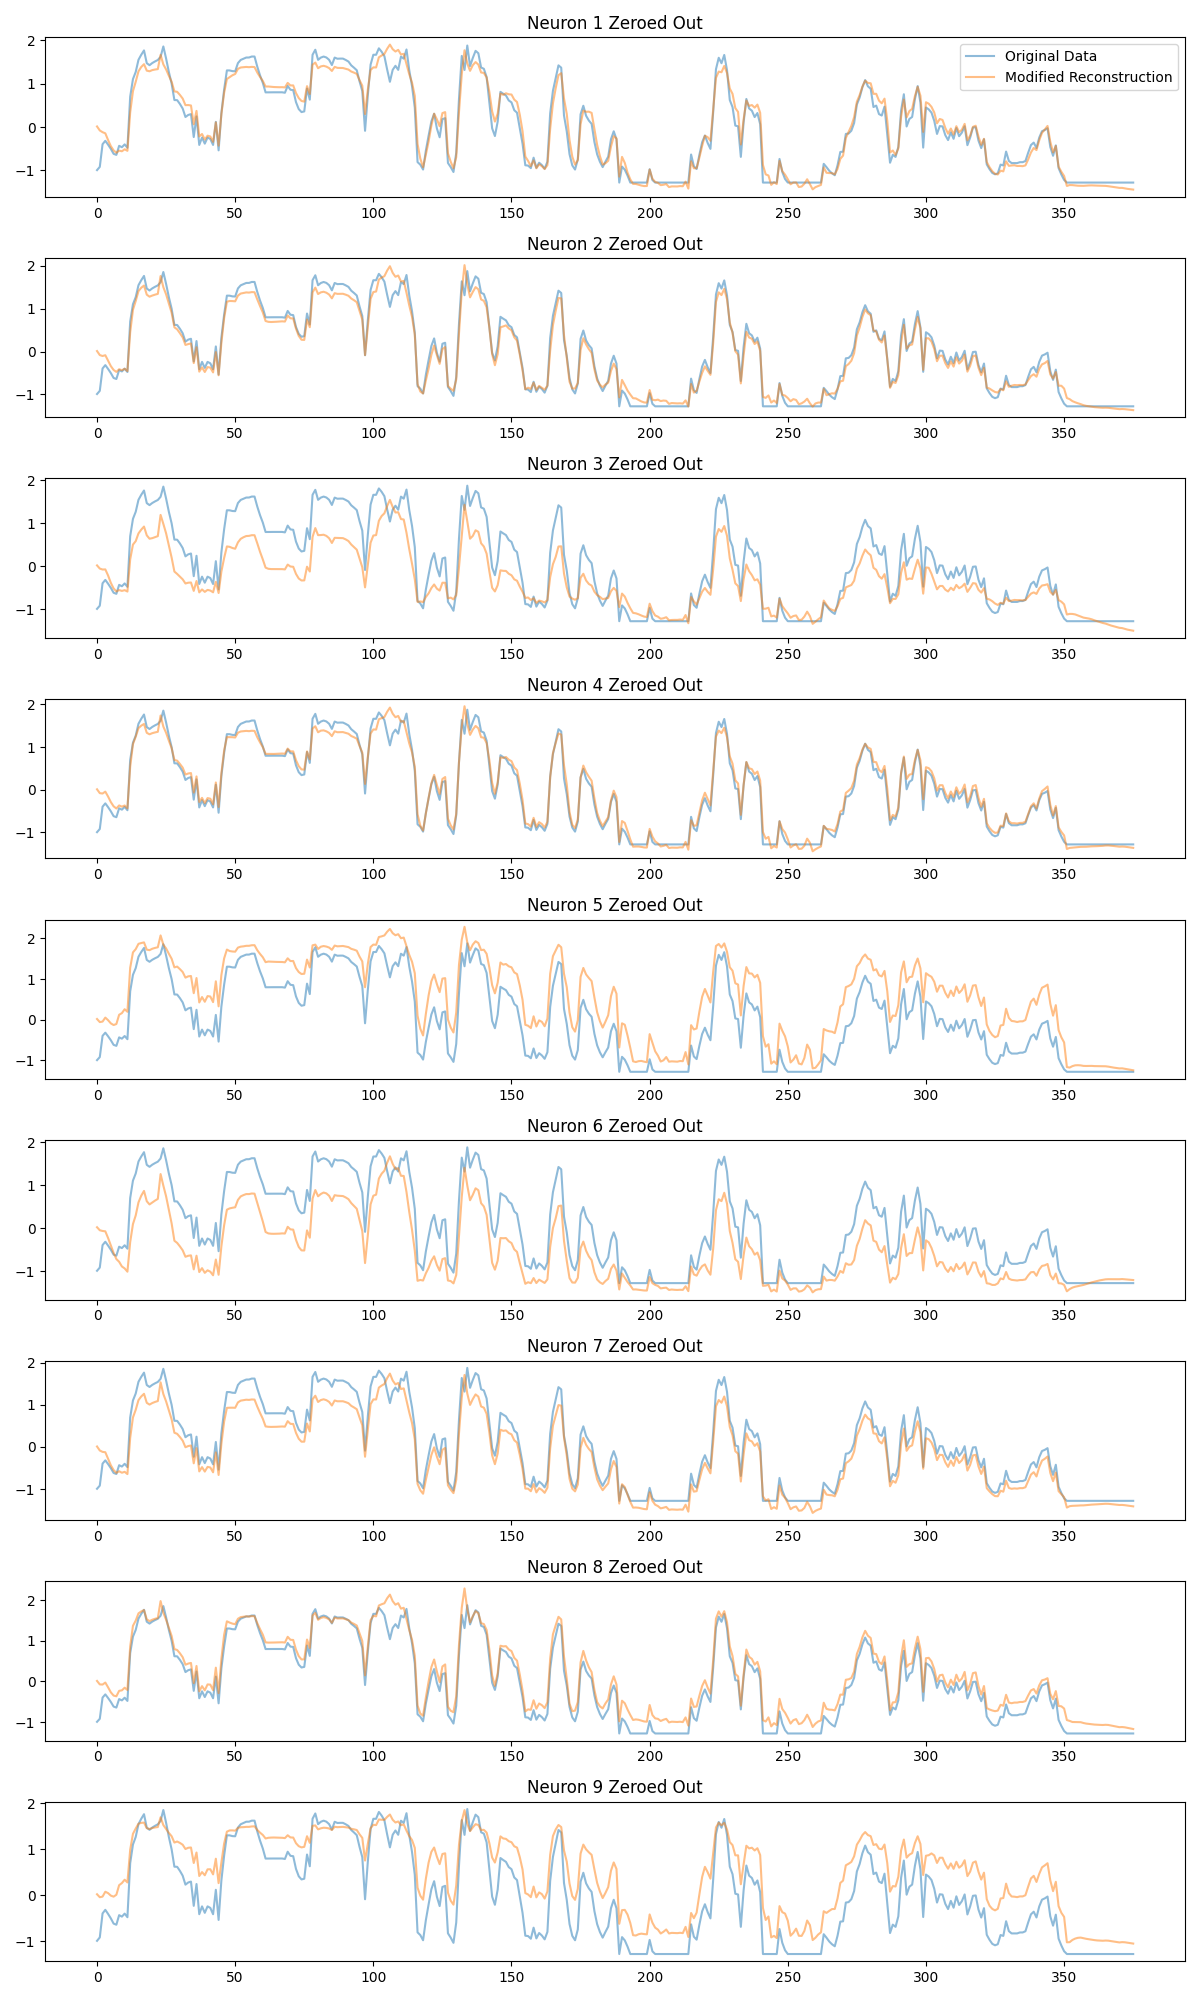 Neuron 1 Zeroed Out
Original Data
Modified Reconstruction
2
1
0
−1
0 50 100 150 200 250 300 350
Neuron 2 Zeroed Out
2
1
0
−1
0 50 100 150 200 250 300 350
Neuron 3 Zeroed Out
2
1
0
−1
0 50 100 150 200 250 300 350
Neuron 4 Zeroed Out
2
1
0
−1
0 50 100 150 200 250 300 350
Neuron 5 Zeroed Out
2
1
0
−1
0 50 100 150 200 250 300 350
Neuron 6 Zeroed Out
2
1
0
−1
0 50 100 150 200 250 300 350
Neuron 7 Zeroed Out
2
1
0
−1
0 50 100 150 200 250 300 350
Neuron 8 Zeroed Out
2
1
0
−1
0 50 100 150 200 250 300 350
Neuron 9 Zeroed Out
2
1
0
−1
0 50 100 150 200 250 300 350